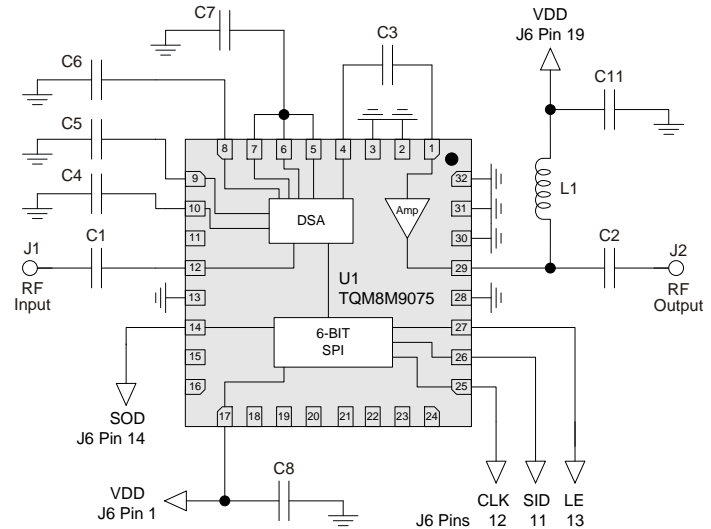 C7
VDD
J6 Pin 19
C3
C6
C11
C5
8 7 6 5 4 3 2 1
C4
9
32
10
DSA
Amp
31
L1
J1
C1
11
30
C2
J2
12
29
RF
Input
U1
TQM8M9075
RF
Output
13
28
14
6-BIT
SPI
27
15
26
16
25
SOD
J6 Pin 14
17 18 19 20 21 22 23 24
C8
VDD
J6 Pin 1
CLK SID LE
J6 Pins 12 11 13